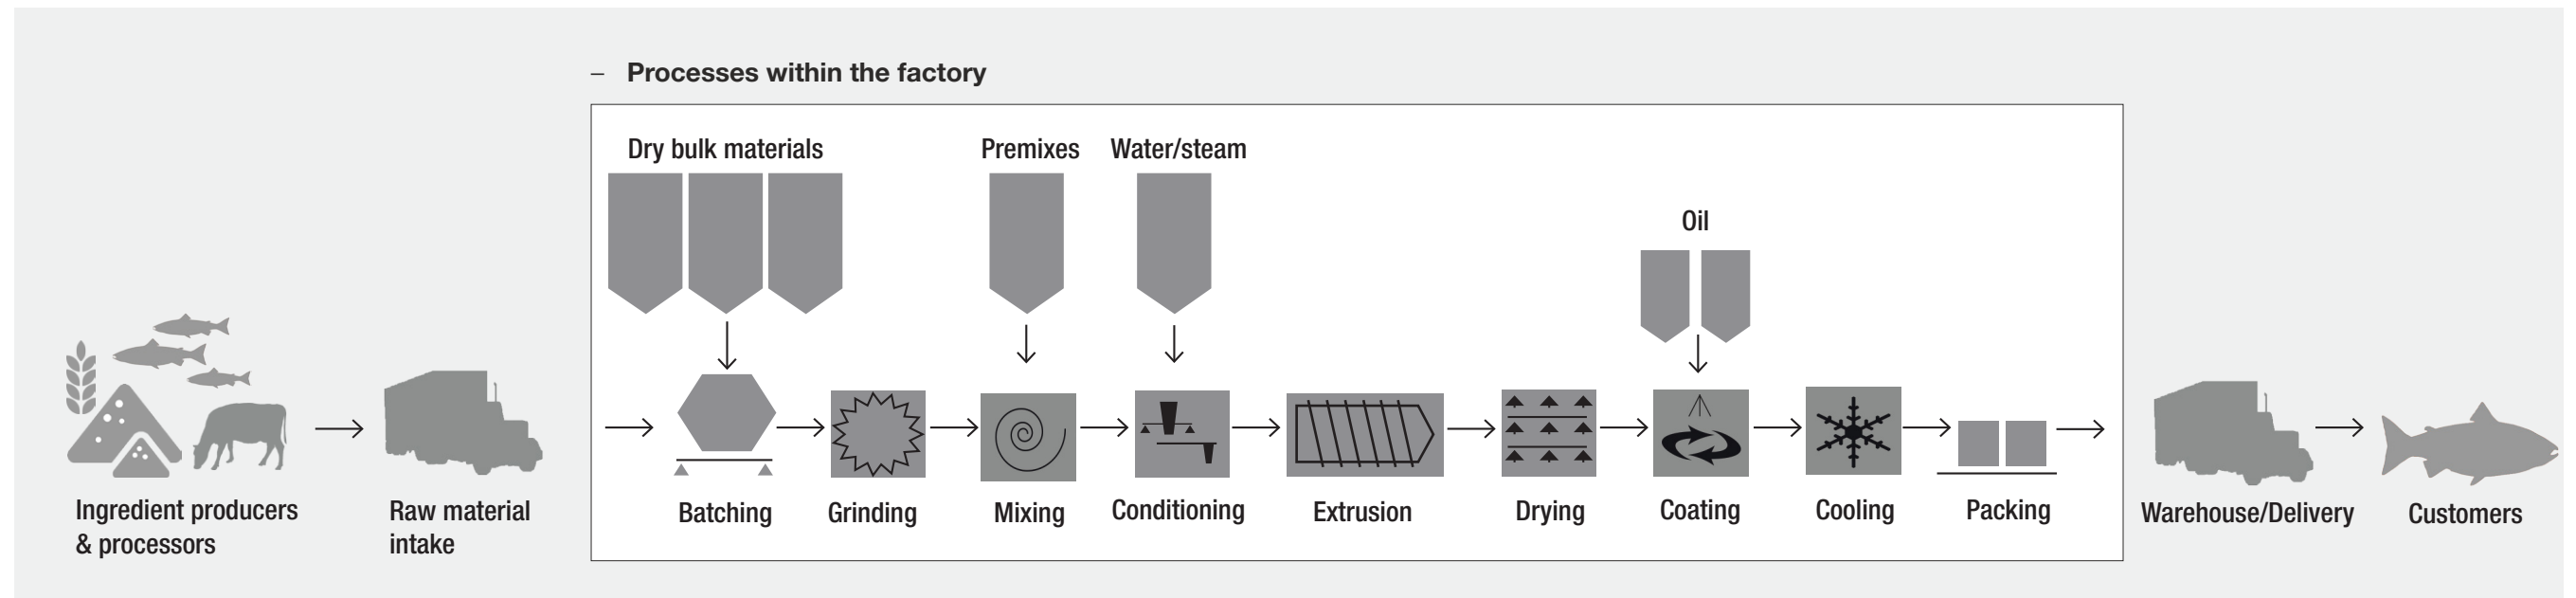 – Processes within the factory
Dry bulk materials
Premixes
Water/steam
Oil
Ingredient producers
& processors
Raw material
intake
Batching
Grinding
Mixing
Conditioning
Extrusion
Drying
Coating
Cooling
Packing
Warehouse/Delivery
Customers